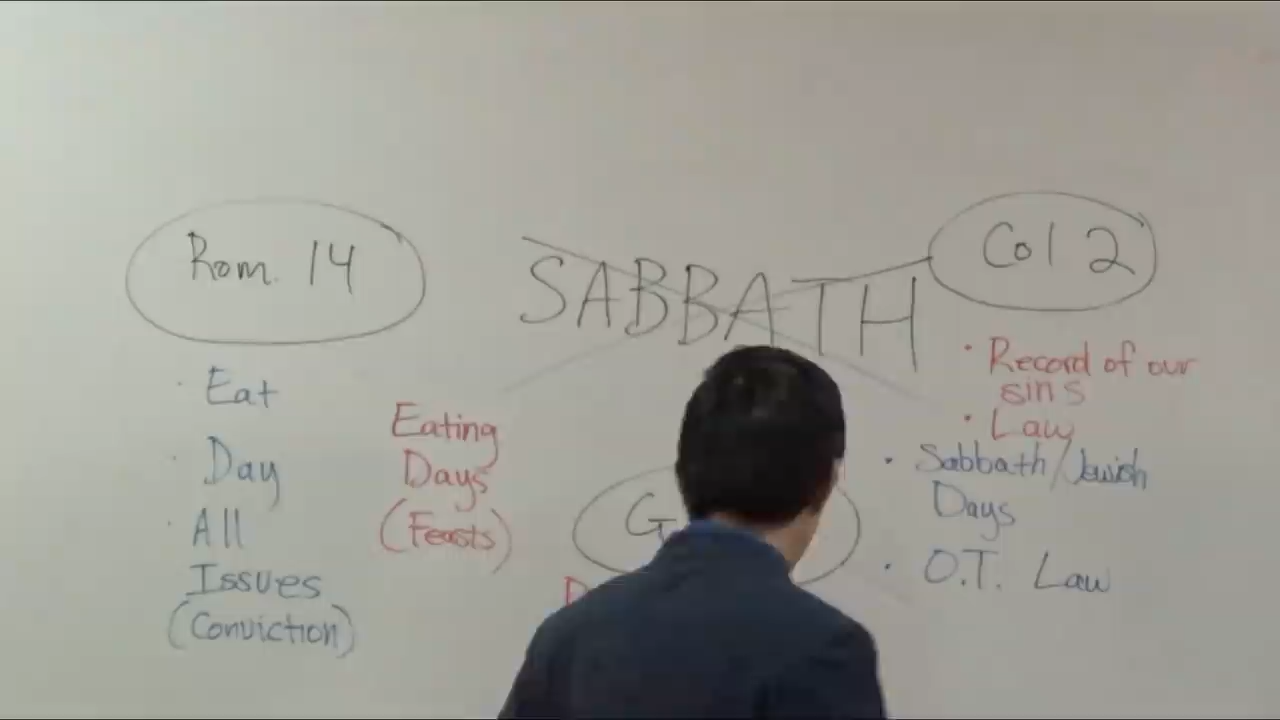 Rom. 14
SABBATH
Col 2
• Eat
• Day
• All
Issues
(Conviction)
Eating
Days
(Feasts)
G
D
• Record of our
sins
• Law
• Sabbath/Jewish
Days
• O.T. Law